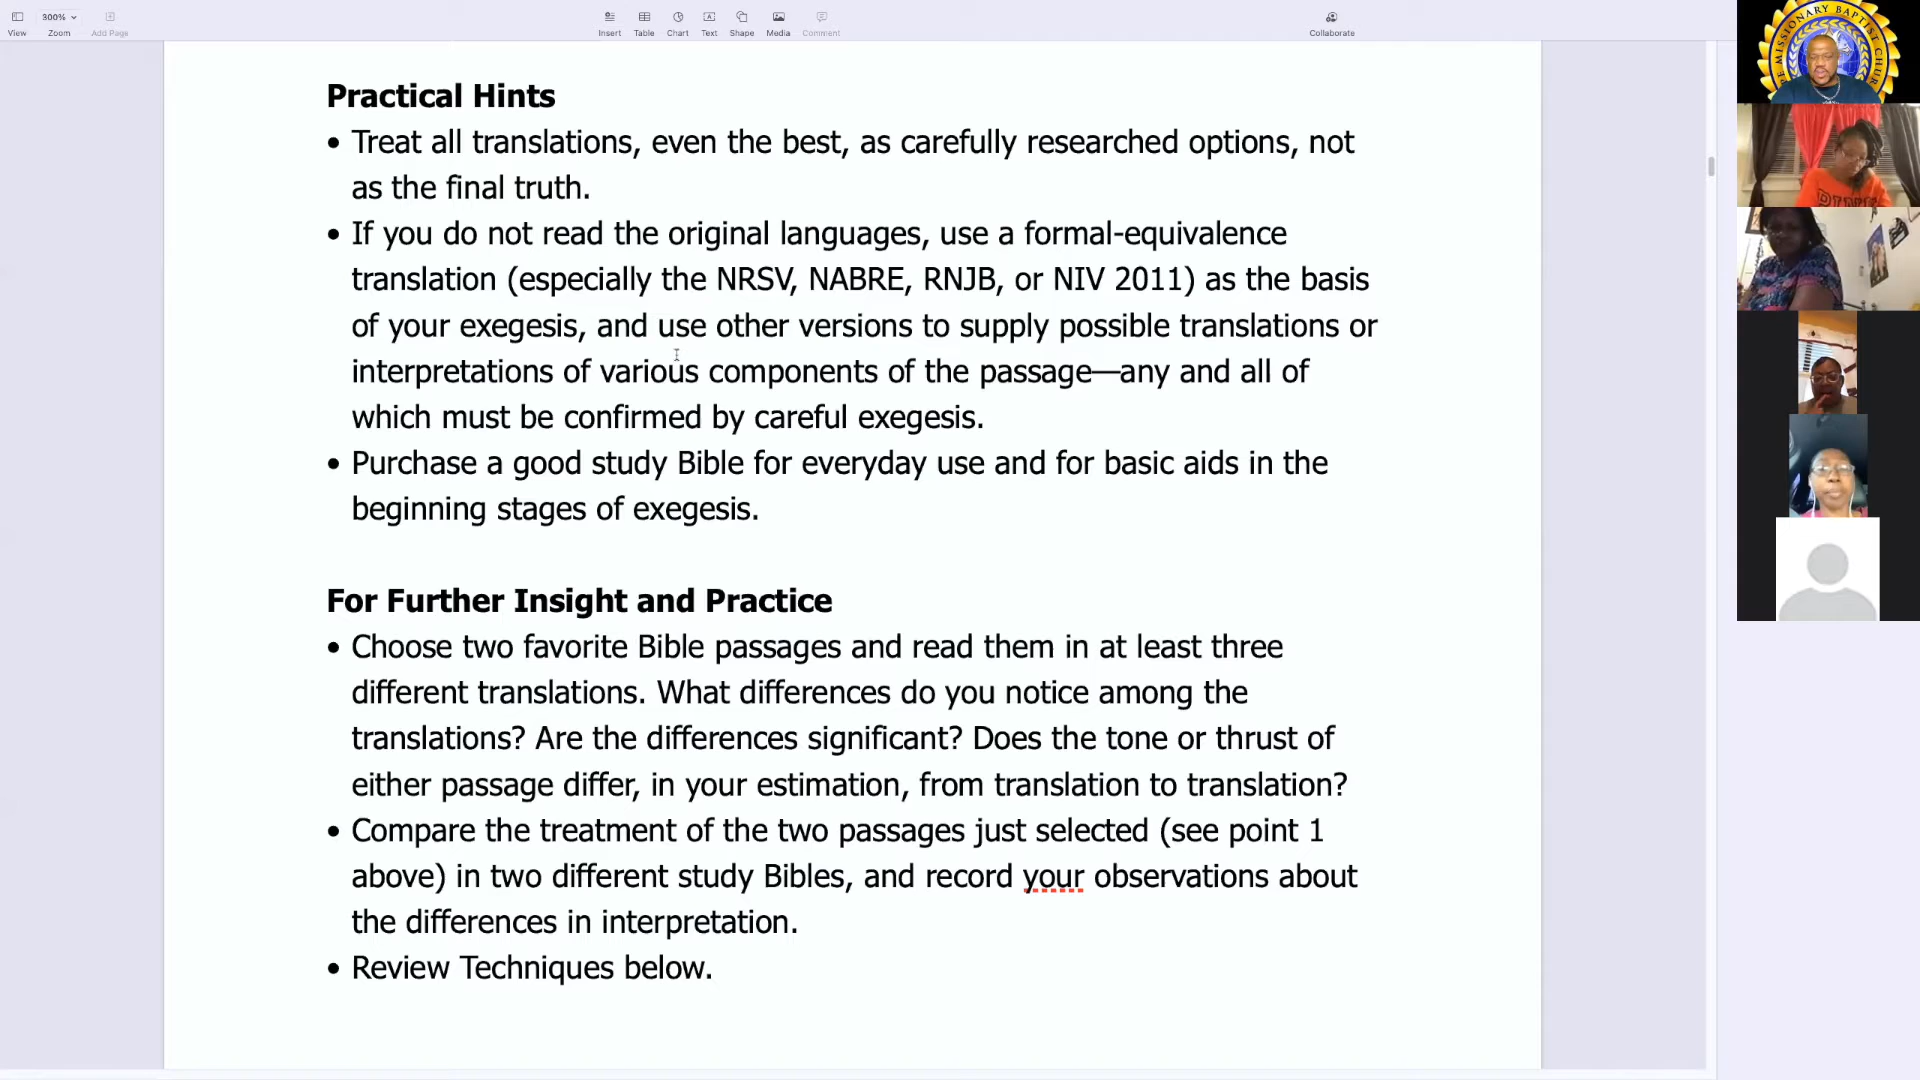 300%
View
Zoom
Add Page
Insert
Table
Chart
Text
Shape
Media
Comment
Collaborate
Practical Hints
• Treat all translations, even the best, as carefully researched options, not
as the final truth.
• If you do not read the original languages, use a formal-equivalence
translation (especially the NRSV, NABRE, RNJB, or NIV 2011) as the basis
of your exegesis, and use other versions to supply possible translations or
interpretations of various components of the passage—any and all of
which must be confirmed by careful exegesis.
• Purchase a good study Bible for everyday use and for basic aids in the
beginning stages of exegesis.
For Further Insight and Practice
• Choose two favorite Bible passages and read them in at least three
different translations. What differences do you notice among the
translations? Are the differences significant? Does the tone or thrust of
either passage differ, in your estimation, from translation to translation?
• Compare the treatment of the two passages just selected (see point 1
above) in two different study Bibles, and record your observations about
the differences in interpretation.
• Review Techniques below.
MISSIONARY BAPTIST